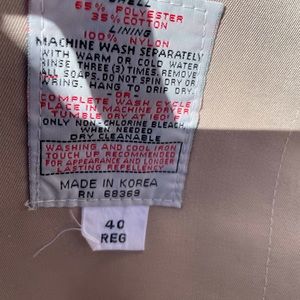 65% POLYESTER
35% COTTON
LINING
100% NYLON
MACHINE WASH SEPARATELY
WITH WARM OR COLD WATER
RINSE THREE (3) TIMES. REMOVE
ALL SOAPS. DO NOT SPIN DRY OR
WRING. HANG TO DRIP DRY.
-OR-
COMPLETE WASH CYCLE
PLACE IN MACHINE DRYER
TUMBLE DRY AT 160°F
ONLY NON-CHLORINE BLEACH,
WHEN NEEDED
DRY CLEANABLE
WASHING AND COOL IRON
TOUCH UP RECOMMENDED
FOR APPEARANCE AND LONGER
LASTING REPELLENCY
MADE IN KOREA
RN 68369
40
REG